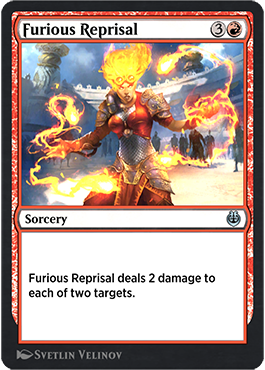 Furious Reprisal 3
Sorcery
Furious Reprisal deals 2 damage to
each of two targets.
SVETLIN VELINOV